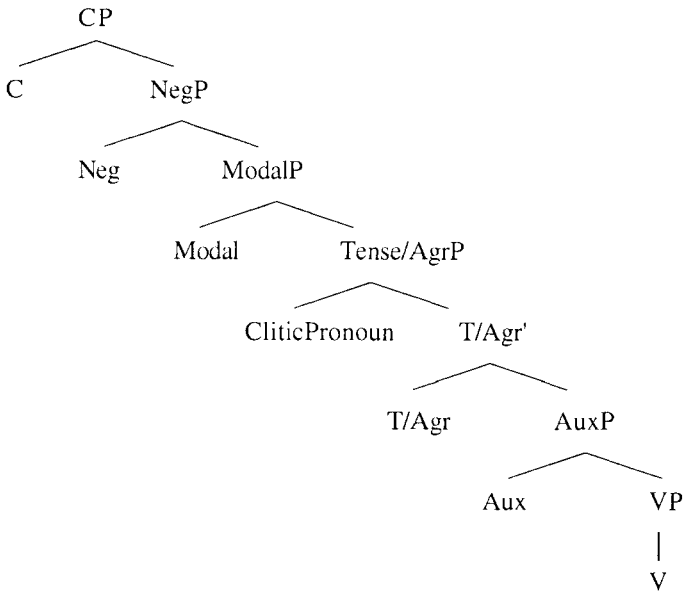 CP
C NegP
Neg ModalP
Modal Tense/AgrP
CliticPronoun T/Agr'
T/Agr AuxP
Aux VP
V